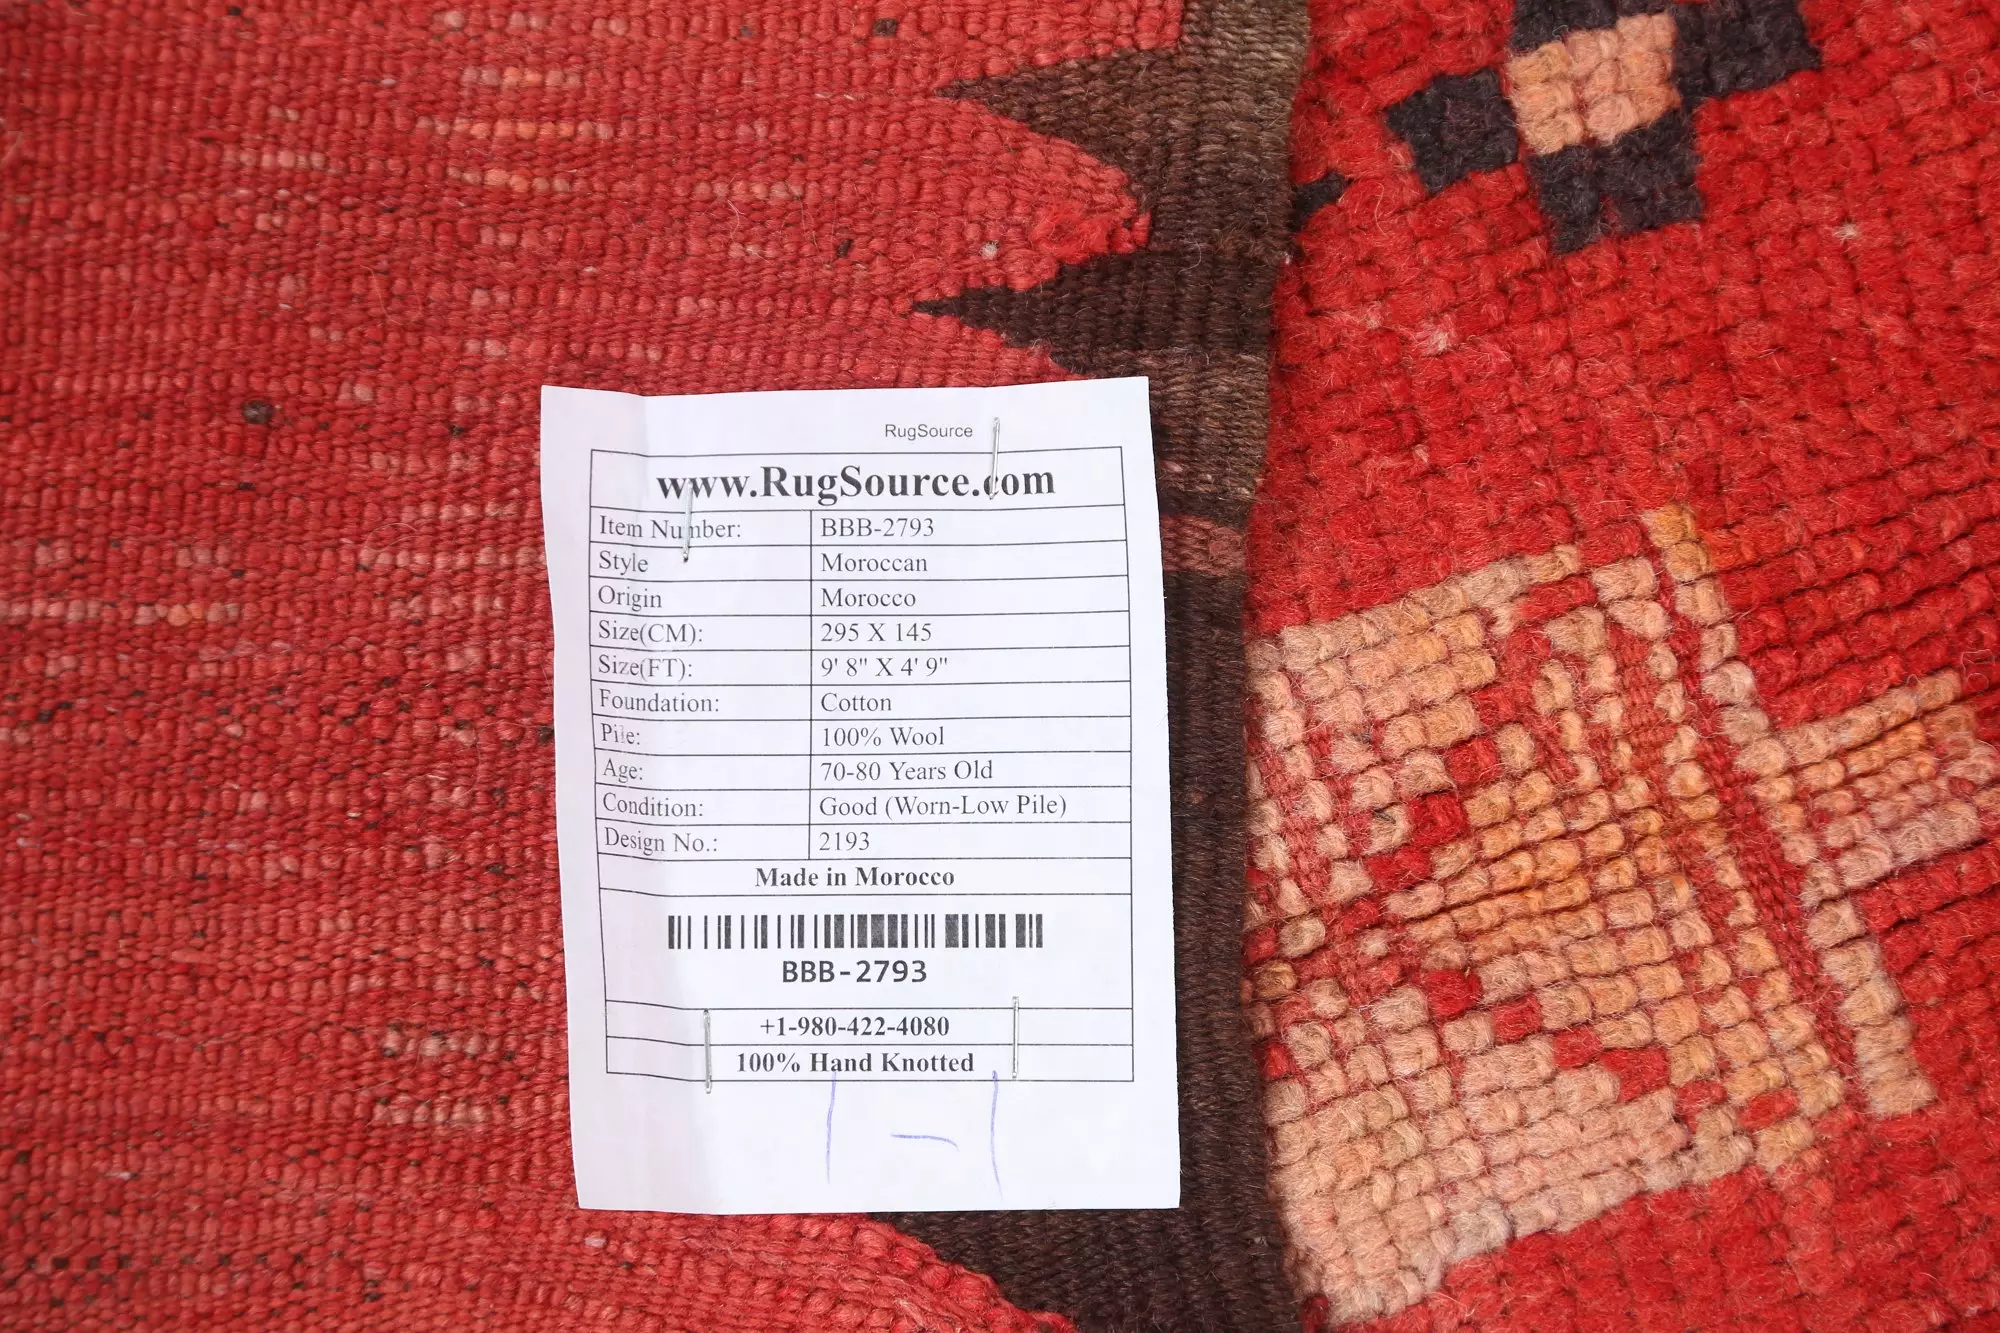 RugSource
www.RugSource.com
Item Number: BBB-2793
Style Moroccan
Origin Morocco
Size(CM): 295 X 145
Size(FT): 9' 8" X 4' 9"
Foundation: Cotton
Pile: 100% Wool
Age: 70-80 Years Old
Condition: Good (Worn-Low Pile)
Design No.: 2193
Made in Morocco
BBB-2793
+1-980-422-4080
100% Hand Knotted
1-1